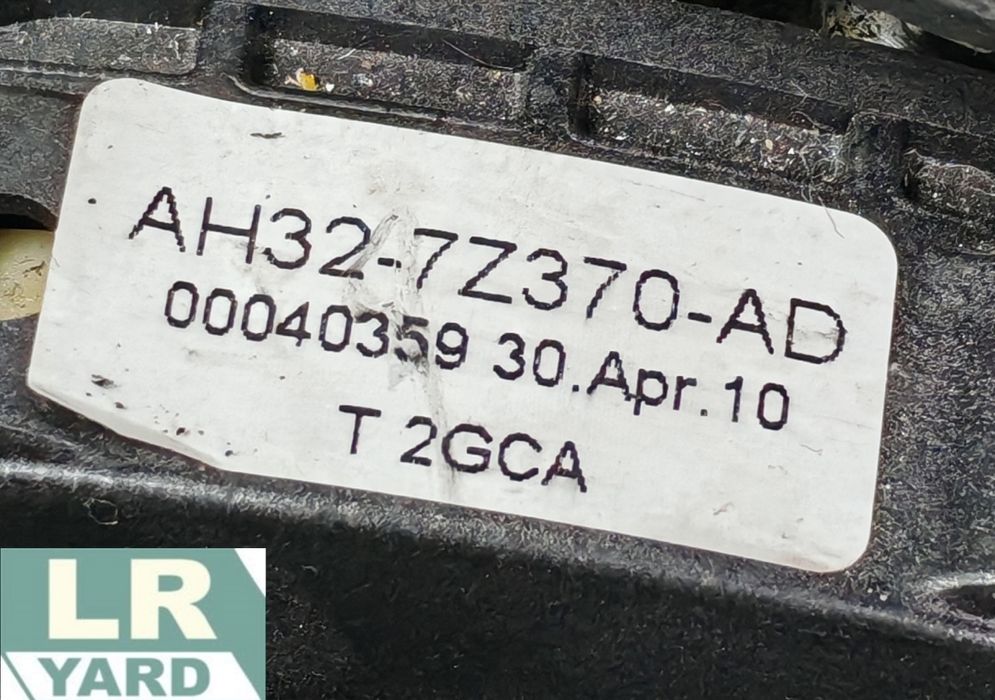 AH32-7Z370-AD
00040359 30.Apr.10
T 2GCA
LR
YARD